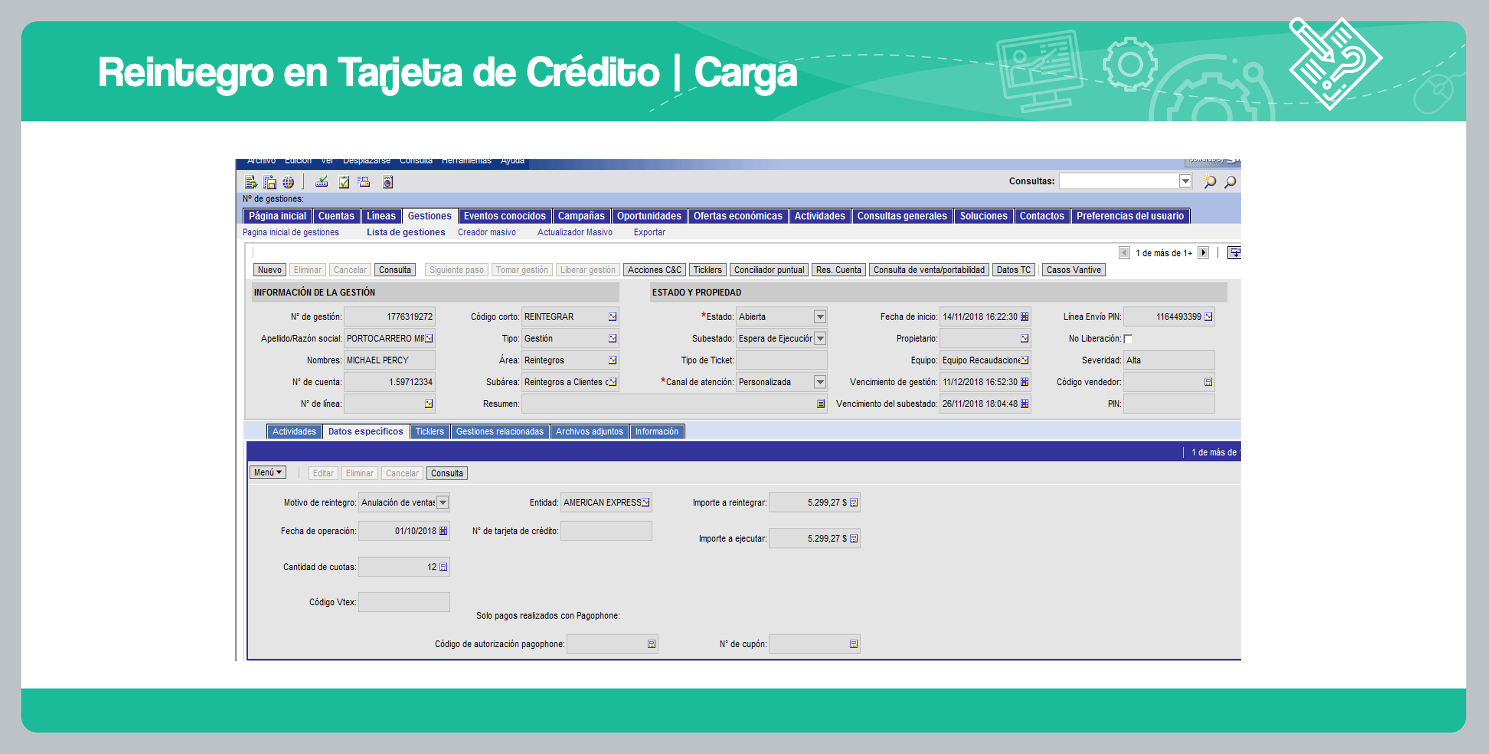 Reintegro en Tarjeta de Crédito | Carga
Archivo Edición Ver Desplazarse Consulta Herramientas Ayuda
Consultas:
Nº de gestiones:
Página inicial Cuentas Líneas Gestiones Eventos conocidos Campañas Oportunidades Ofertas económicas Actividades Consultas generales Soluciones Contactos Preferencias del usuario
Pagina inicial de gestiones Lista de gestiones Creador masivo Actualizador Masivo Exportar
1 de más de 1+
Nuevo Eliminar Cancelar Consulta Siguiente paso Tomar gestión Liberar gestión Acciones C&C Ticklers Conciliador puntual Res. Cuenta Consulta de venta/portabilidad Datos TC Casos Vantive
INFORMACIÓN DE LA GESTIÓN ESTADO Y PROPIEDAD
N° de gestión: 1776319272 Código corto: REINTEGRAR *Estado: Abierta Fecha de inicio: 14/11/2018 16:22:30 Línea Envío PIN: 1164493399
Apellido/Razón social: PORTOCARRERO Tipo: Gestión Subestado: Espera de Ejecución Propietario: No Liberación:
Nombres: MICHAEL PERCY Área: Reintegros Tipo de Ticket: Equipo: Equipo Recaudacione Severidad: Alta
N° de cuenta: 1.59712334 Subárea: Reintegros a Clientes *Canal de atención: Personalizada Vencimiento de gestión: 11/12/2018 16:52:30 Código vendedor:
N° de línea: Resumen: Vencimiento del subestado: 26/11/2018 18:04:48 PIN:
Actividades Datos específicos Ticklers Gestiones relacionadas Archivos adjuntos Información
1 de más de
Menú Editar Eliminar Cancelar Consulta
Motivo de reintegro: Anulación de ventas Entidad: AMERICAN EXPRESS Importe a reintegrar: 5.299,27 $
Fecha de operación: 01/10/2018 N° de tarjeta de crédito:
Importe a ejecutar: 5.299,27 $
Cantidad de cuotas: 12
Código Vtex:
Solo pagos realizados con Pagophone:
Código de autorización pagophone: N° de cupón: